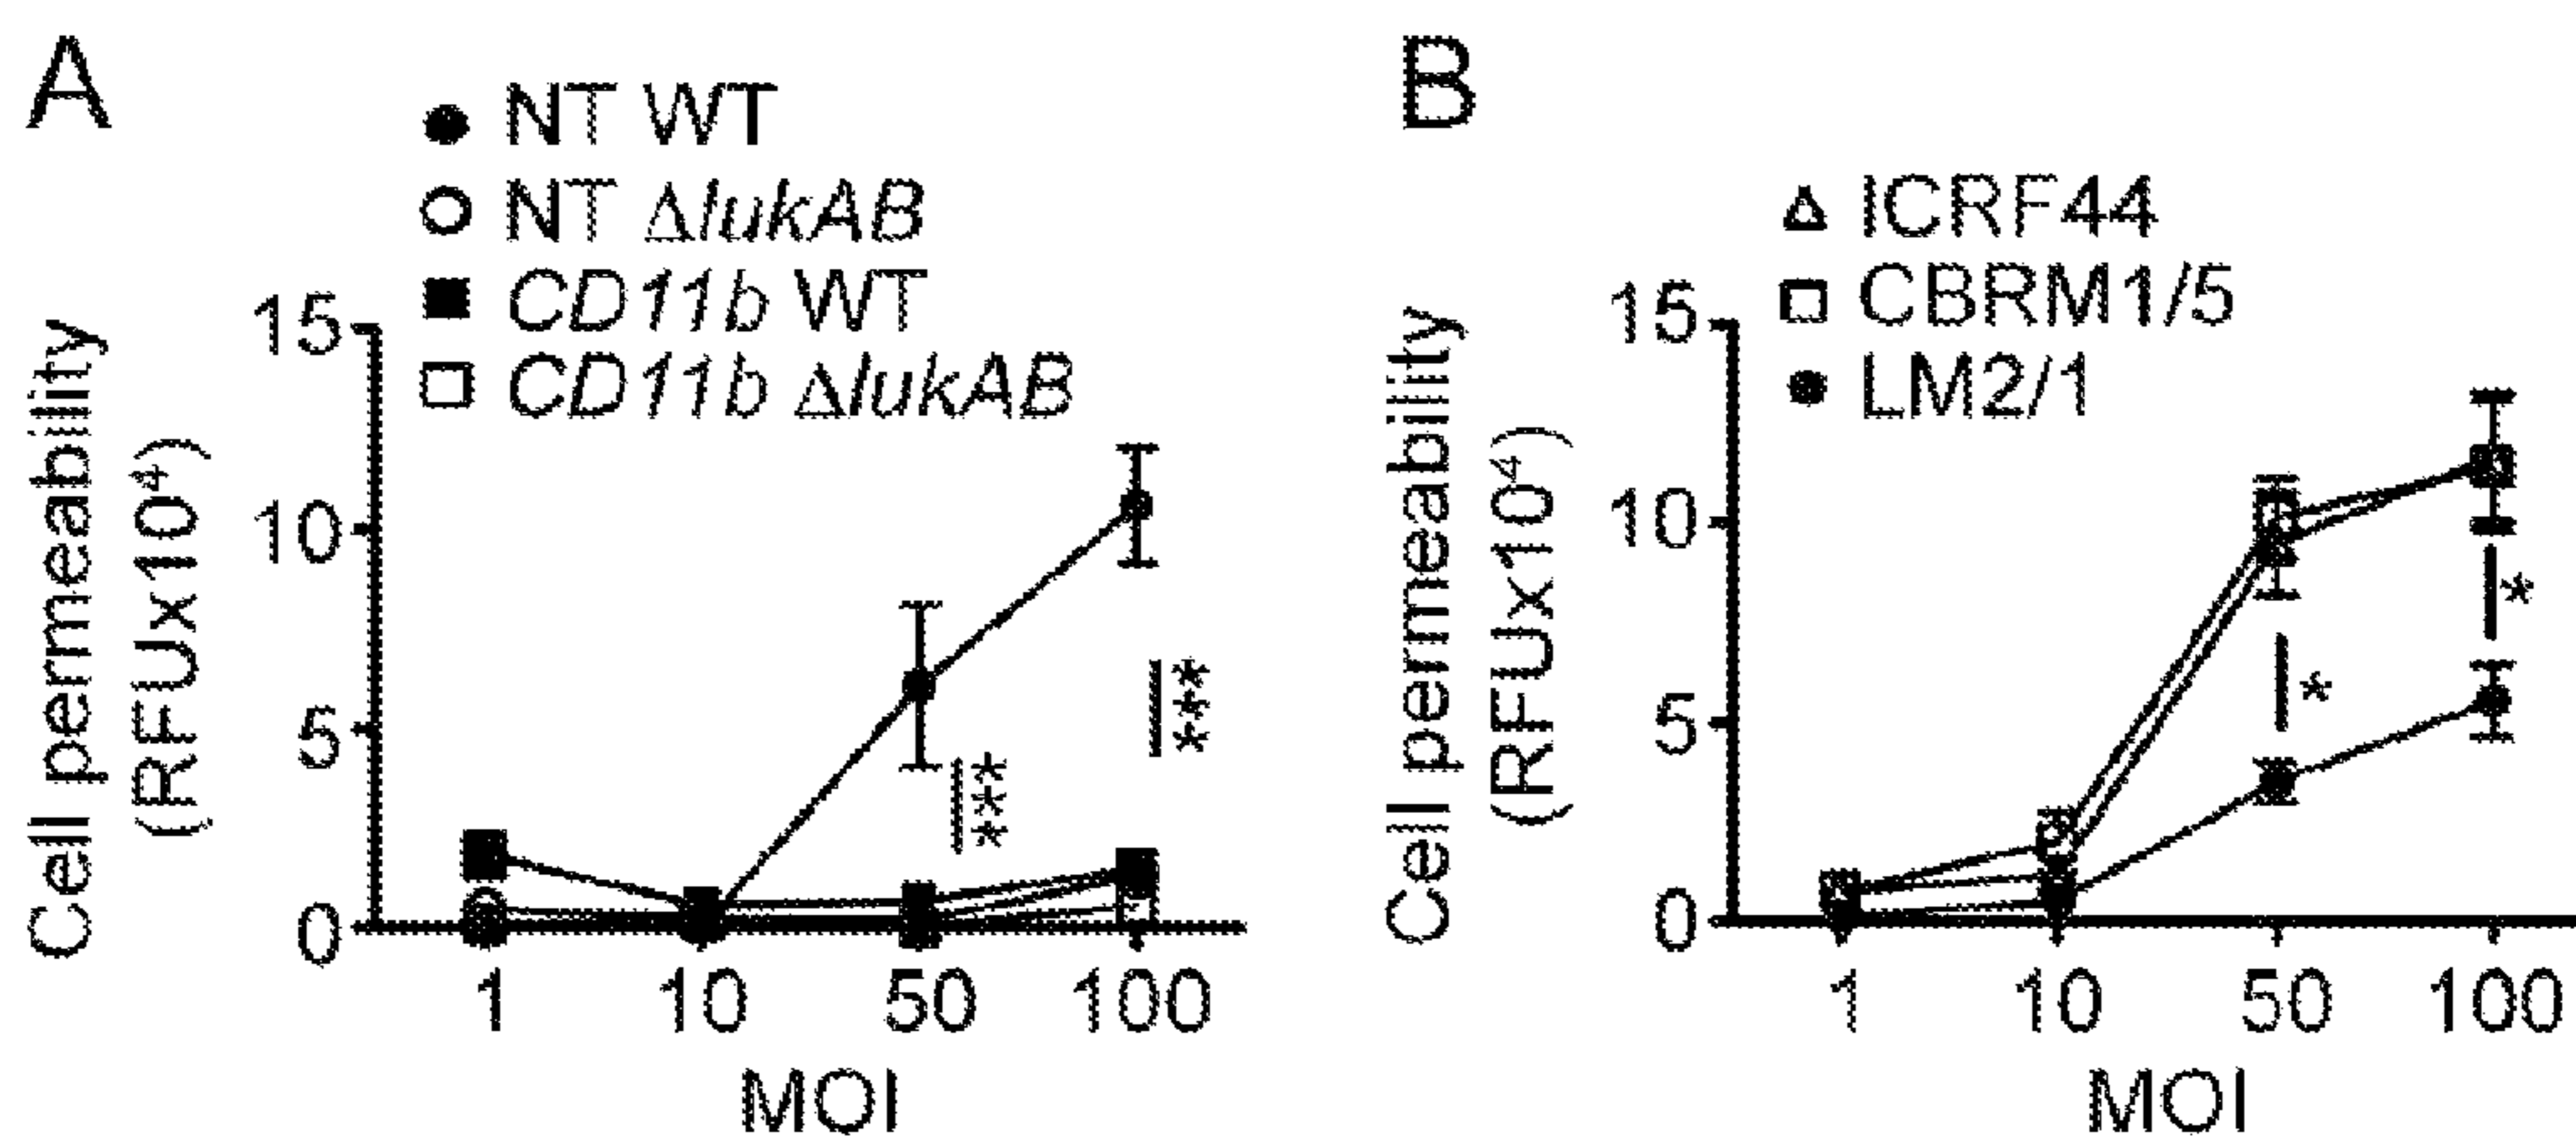 A
NT WT
NT ΔlukAB
CD11b WT
CD11b ΔlukAB
Cell permeability
(RFUx10⁴)
15
10
5
0
***
***
1 10 50 100
MOI
B
ICRF44
CBRM1/5
LM2/1
Cell permeability
(RFUx10⁴)
15
10
5
0
*
*
1 10 50 100
MOI